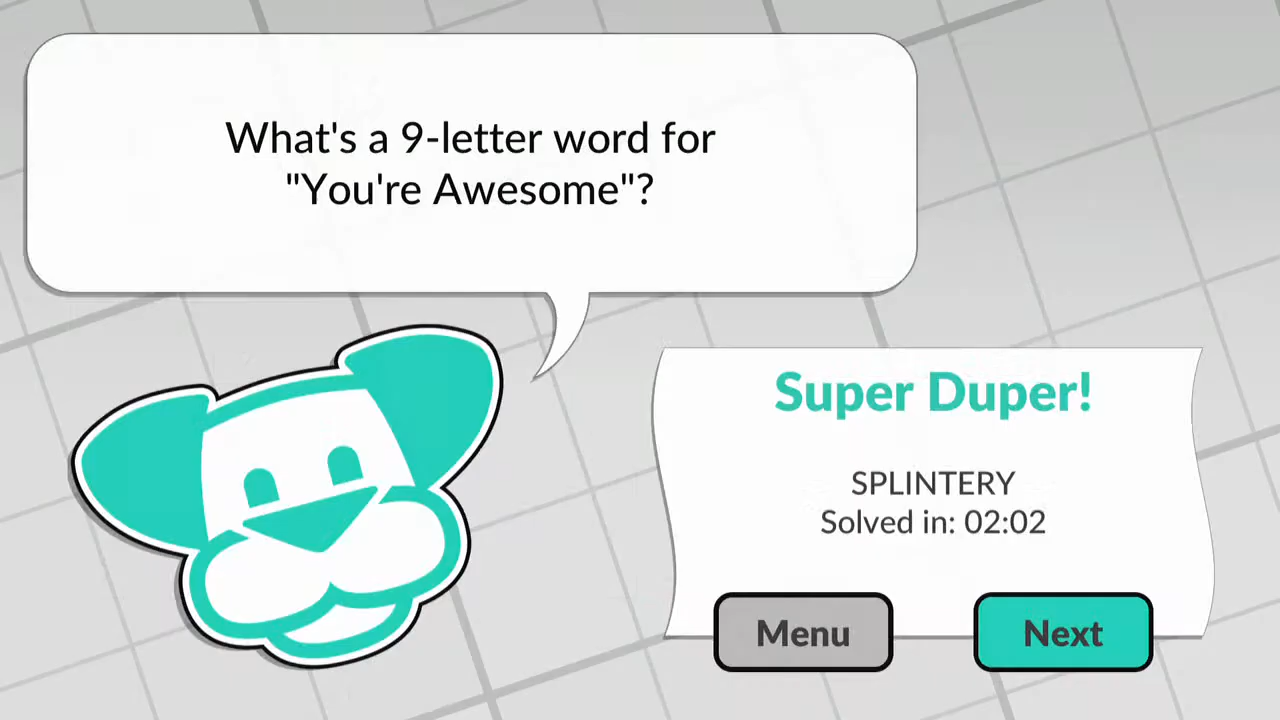 What's a 9-letter word for
"You're Awesome"?
Super Duper!
SPLINTERY
Solved in: 02:02
Menu
Next